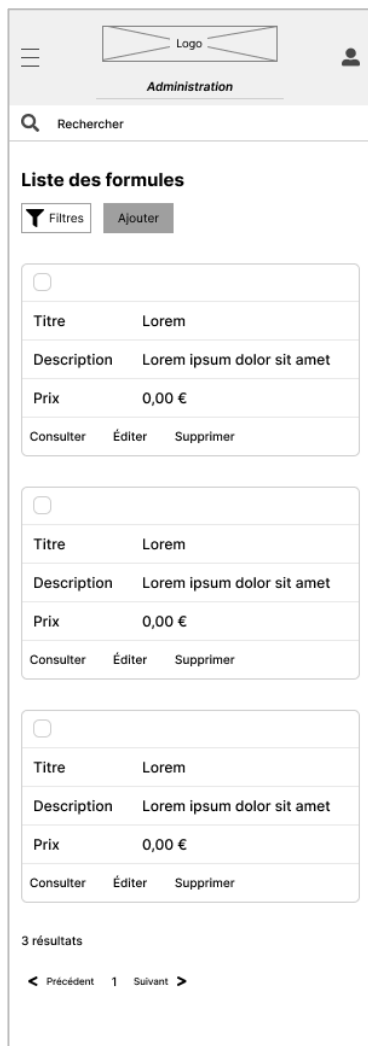 Logo
Administration
Rechercher
Liste des formules
Filtres Ajouter
Titre Lorem
Description Lorem ipsum dolor sit amet
Prix 0,00 €
Consulter Éditer Supprimer
Titre Lorem
Description Lorem ipsum dolor sit amet
Prix 0,00 €
Consulter Éditer Supprimer
Titre Lorem
Description Lorem ipsum dolor sit amet
Prix 0,00 €
Consulter Éditer Supprimer
3 résultats
< Précédent 1 Suivant >